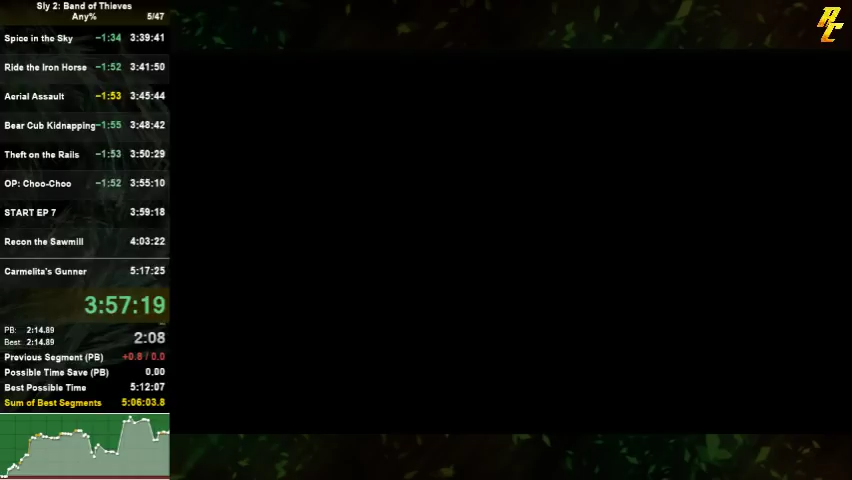 Sly 2: Band of Thieves
Any% 5/47
Spice in the Sky −1:34 3:39:41
Ride the Iron Horse −1:52 3:41:50
Aerial Assault −1:53 3:45:44
Bear Cub Kidnapping −1:55 3:48:42
Theft on the Rails −1:53 3:50:29
OP: Choo-Choo −1:52 3:55:10
START EP 7 3:59:18
Recon the Sawmill 4:03:22
Carmelita's Gunner 5:17:25
3:57:19
PB: 2:14.89
Best: 2:14.89
2:08
Previous Segment (PB) +0.8 / 0.0
Possible Time Save (PB) 0.00
Best Possible Time 5:12:07
Sum of Best Segments 5:06:03.8